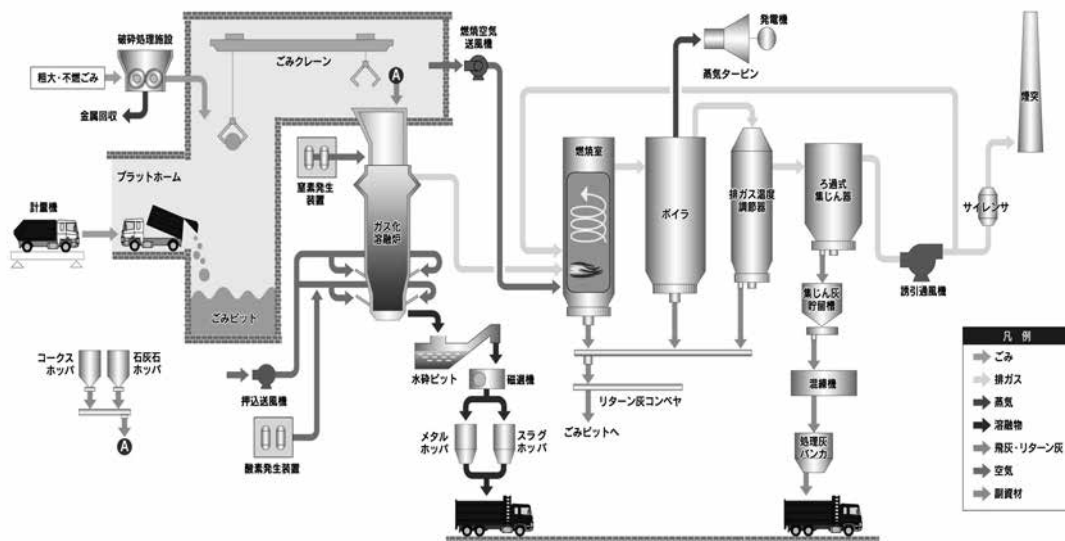 破砕処理施設
粗大・不燃ごみ
金属回収
ごみクレーン
A
燃焼空気
送風機
発電機
蒸気タービン
煙突
プラットホーム
計量機
窒素発生
装置
ガス化
溶融炉
燃焼室
ボイラ
排ガス温度
調節器
ろ過式
集じん器
サイレンサ
誘引通風機
ごみピット
集じん灰
貯留槽
コークス
ホッパ
石灰石
ホッパ
A
押込送風機
酸素発生装置
水砕ピット
磁選機
メタル
ホッパ
スラグ
ホッパ
リターン灰コンベヤ
ごみピットへ
混練機
処理灰
バンカ
凡例
ごみ
排ガス
蒸気
溶融物
飛灰・リターン灰
空気
副資材